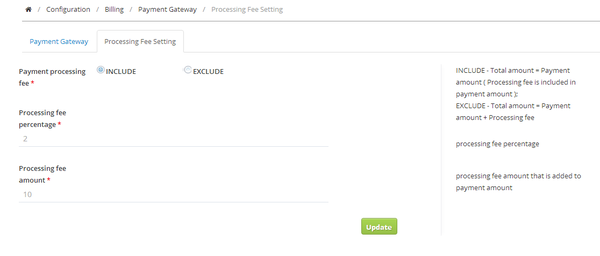 / Configuration / Billing / Payment Gateway / Processing Fee Setting
Payment Gateway Processing Fee Setting
Payment processing
fee *
INCLUDE EXCLUDE
Processing fee
percentage *
2
Processing fee
amount *
10
Update
INCLUDE - Total amount = Payment
amount ( Processing fee is included in
payment amount );
EXCLUDE - Total amount = Payment
amount + Processing fee
processing fee percentage
processing fee amount that is added to
payment amount